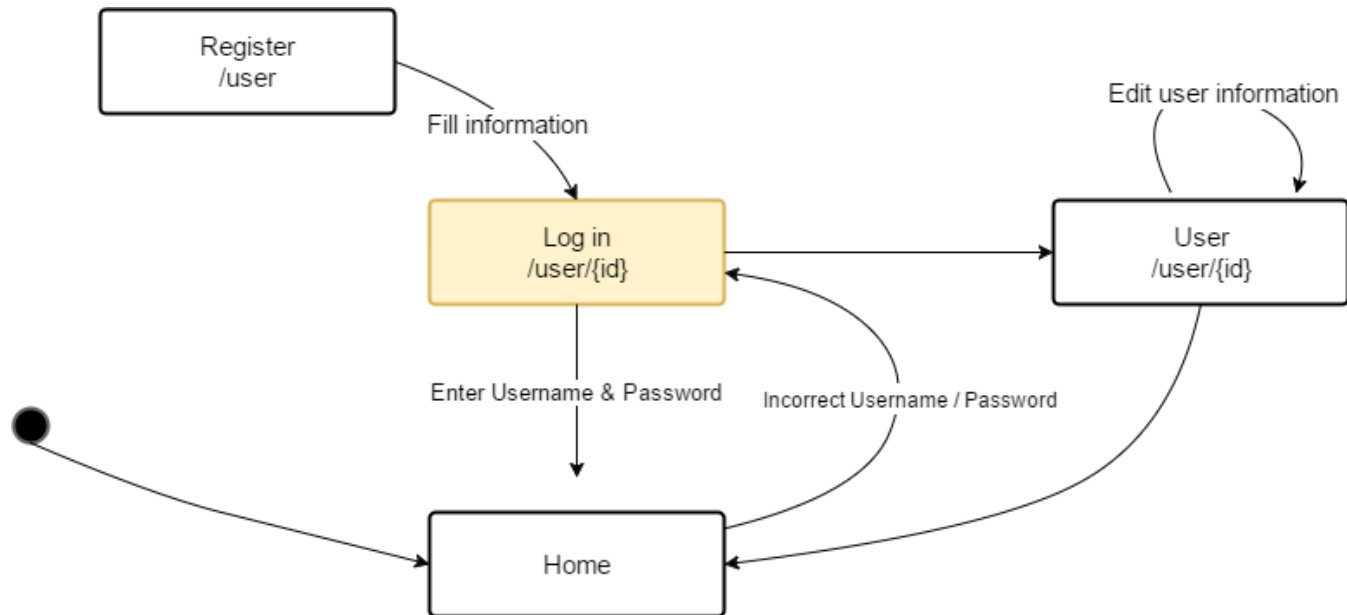 Register
/user
Fill information
Edit user information
Log in
/user/{id}
User
/user/{id}
Enter Username & Password
Incorrect Username / Password
Home